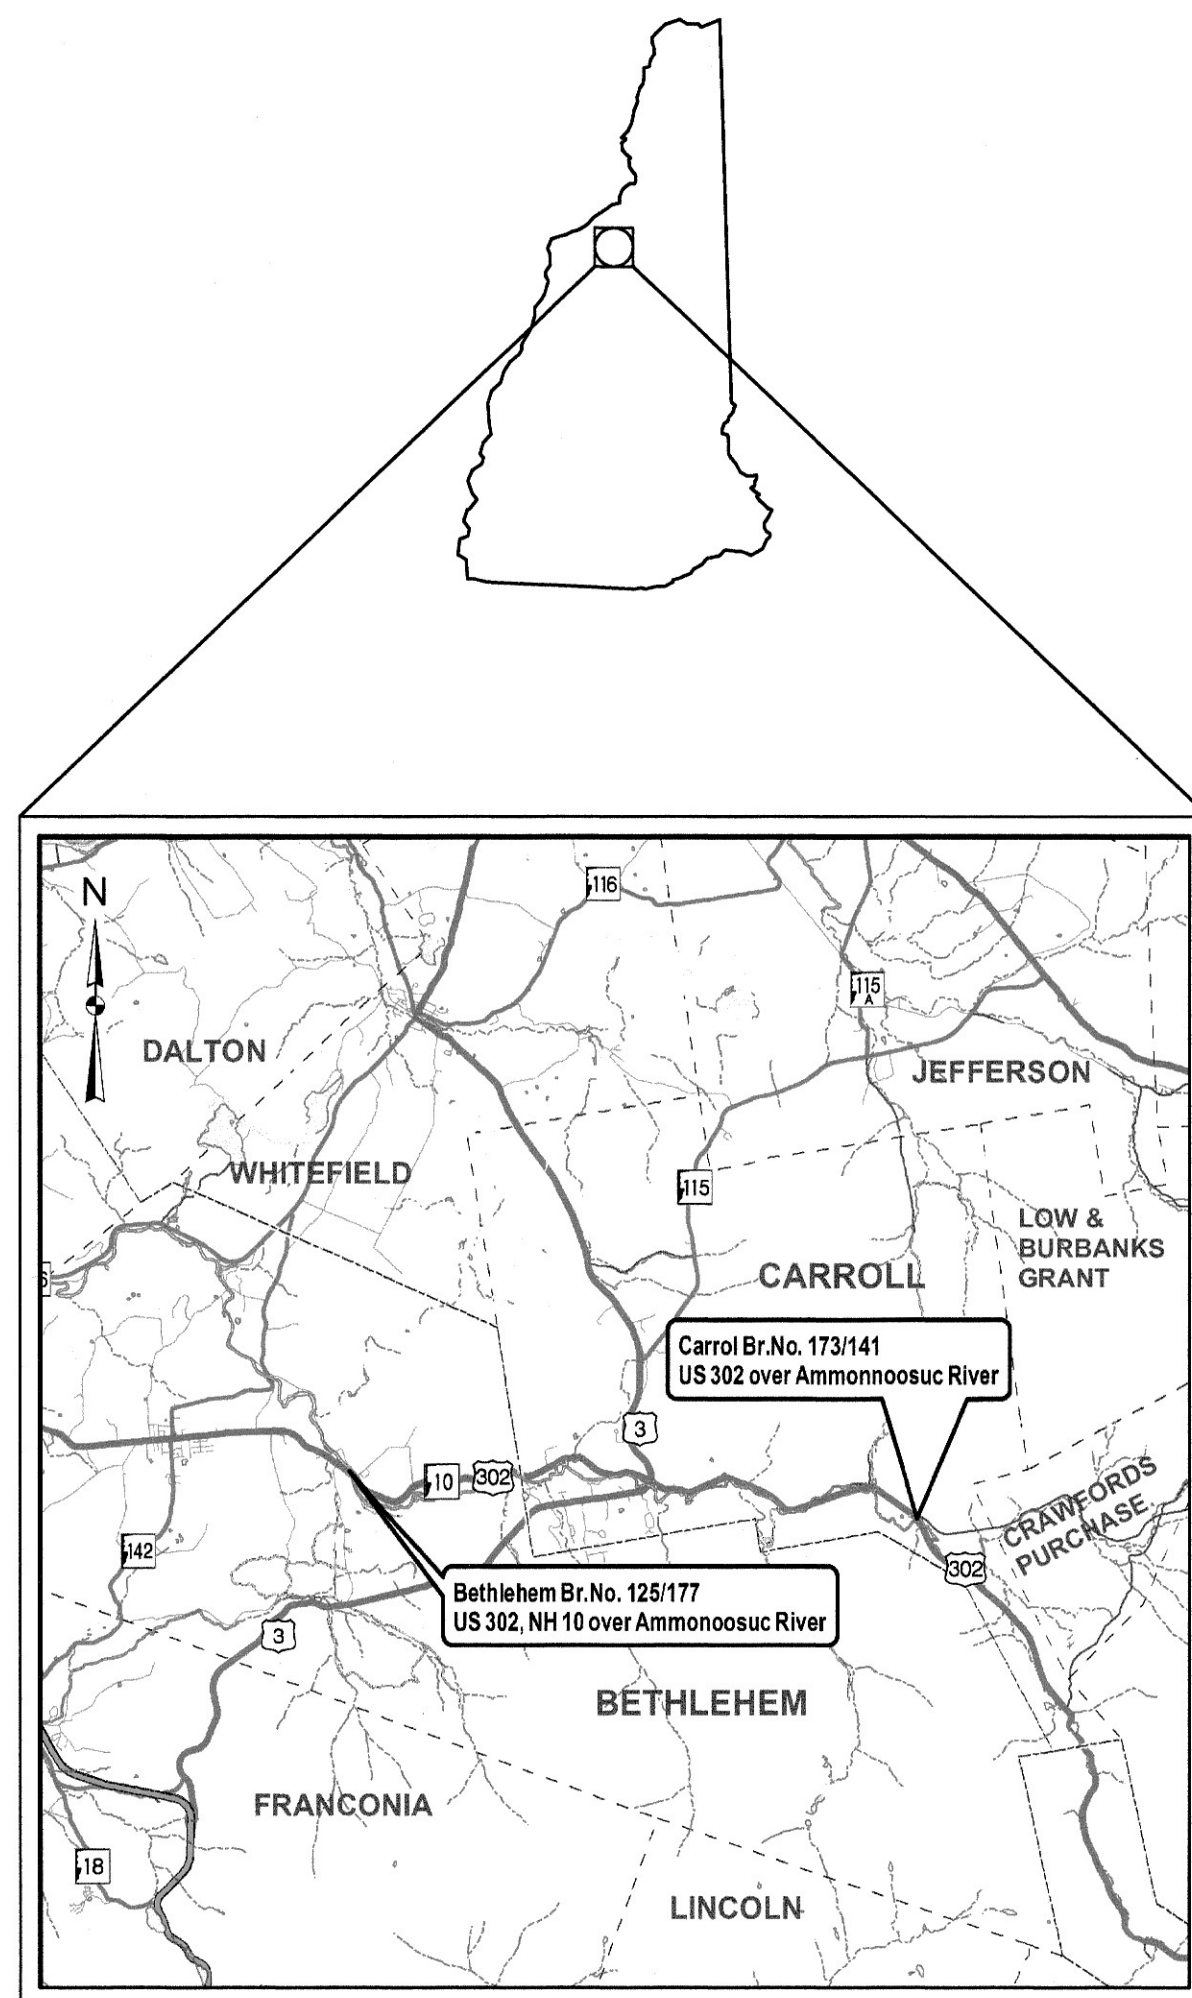 N
116
115
A
DALTON
JEFFERSON
WHITEFIELD
115
LOW &
BURBANKS
GRANT
CARROLL
Carrol Br.No. 173/141
US 302 over Ammonnoosuc River
3
10
302
142
CRAWFORDS
PURCHASE
302
Bethlehem Br.No. 125/177
US 302, NH 10 over Ammonoosuc River
3
BETHLEHEM
FRANCONIA
18
LINCOLN